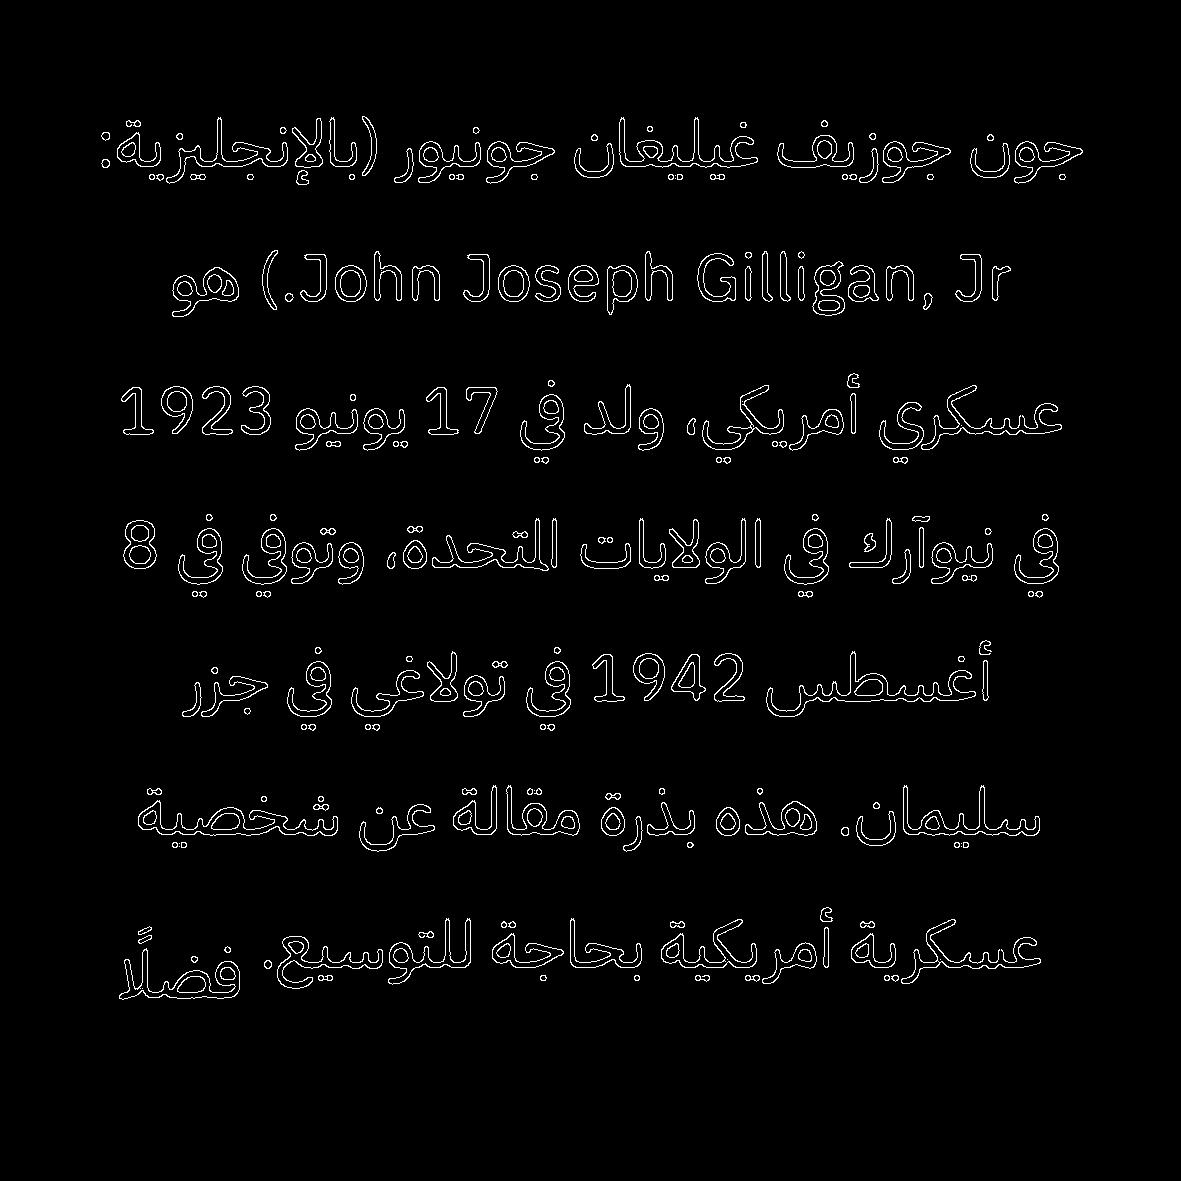 جون جوزيف غيليغان جونيور (بالإنجليزية:
John Joseph Gilligan, Jr.) هو
عسكري أمريكي، ولد في 17 يونيو 1923
في نيوآرك في الولايات المتحدة، وتوفي في 8
أغسطس 1942 في تولاغي في جزر
سليمان. هذه بذرة مقالة عن شخصية
عسكرية أمريكية بحاجة للتوسيع. فضلًا